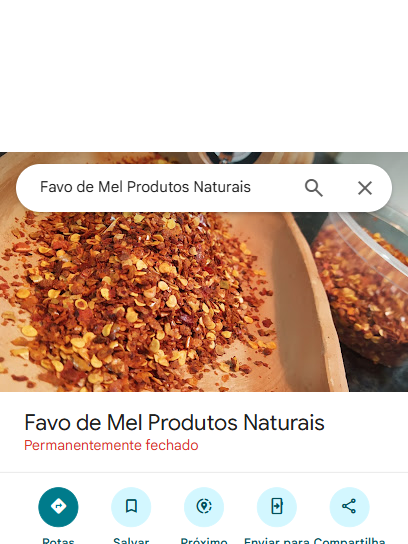 Favo de Mel Produtos Naturais
Favo de Mel Produtos Naturais
Permanentemente fechado
Rotas Salvar Próximo Enviar para Compartilha